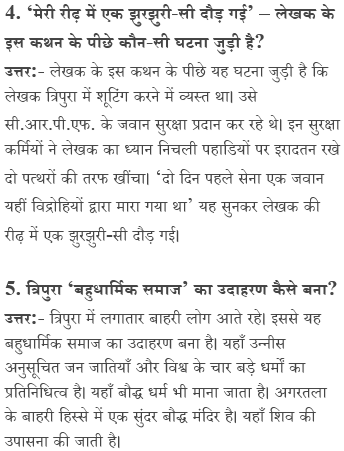 4. ‘मेरी रीढ़ में एक झुरझुरी-सी दौड़ गई’ – लेखक के
इस कथन के पीछे कौन-सी घटना जुड़ी है?
उत्तर:- लेखक के इस कथन के पीछे यह घटना जुड़ी है कि
लेखक त्रिपुरा में शूटिंग करने में व्यस्त था। उसे
सी.आर.पी.एफ. के जवान सुरक्षा प्रदान कर रहे थे। इन सुरक्षा
कर्मियों ने लेखक का ध्यान निचली पहाडियों पर इरादतन रखे
दो पत्थरों की तरफ खींचा। ‘दो दिन पहले सेना एक जवान
यहीं विद्रोहियों द्वारा मारा गया था’ यह सुनकर लेखक की
रीढ़ में एक झुरझुरी-सी दौड़ गई।
5. त्रिपुरा ‘बहुधार्मिक समाज’ का उदाहरण कैसे बना?
उत्तर:- त्रिपुरा में लगातार बाहरी लोग आते रहे। इससे यह
बहुधार्मिक समाज का उदाहरण बना है। यहाँ उन्नीस
अनुसूचित जन जातियाँ और विश्व के चार बड़े धर्मों का
प्रतिनिधित्व है। यहाँ बौद्ध धर्म भी माना जाता है। अगरतला
के बाहरी हिस्से में एक सुंदर बौद्ध मंदिर है। यहाँ शिव की
उपासना की जाती है।